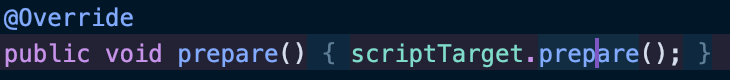 @Override
public void prepare() { scriptTarget.prepare(); }